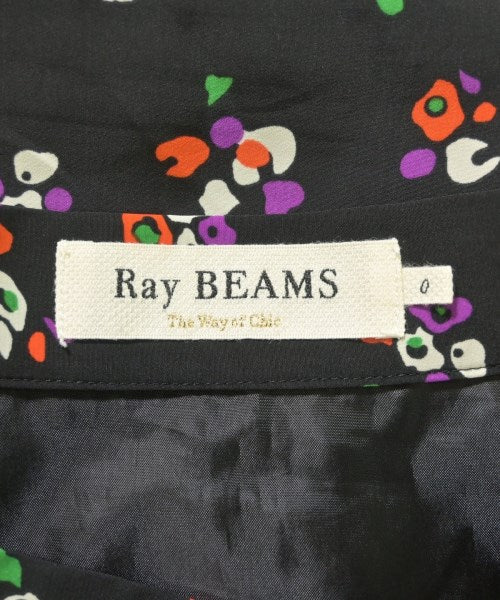 Ray BEAMS
The Way of Chic
0